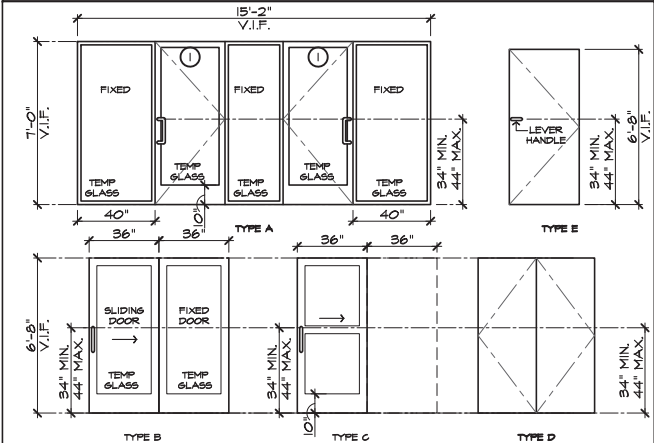 15'-2"
V.I.F.
7'-0"
V.I.F.
FIXED
1
FIXED
1
FIXED
TEMP
GLASS
TEMP
GLASS
TEMP
GLASS
TEMP
GLASS
TEMP
GLASS
34" MIN.
44" MAX.
10"
40"
40"
TYPE A
LEVER
HANDLE
34" MIN.
44" MAX.
6'-8"
V.I.F.
TYPE E
36"
36"
6'-8"
V.I.F.
34" MIN.
44" MAX.
SLIDING
DOOR
TEMP
GLASS
FIXED
DOOR
TEMP
GLASS
TYPE B
36"
36"
34" MIN.
44" MAX.
10"
TYPE C
34" MIN.
44" MAX.
TYPE D